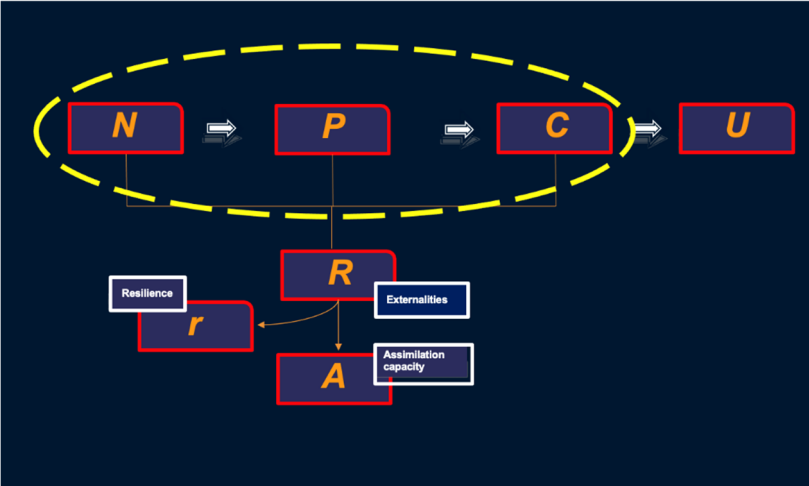 N
P
C
U
R
Externalities
Resilience
r
A
Assimilation
capacity